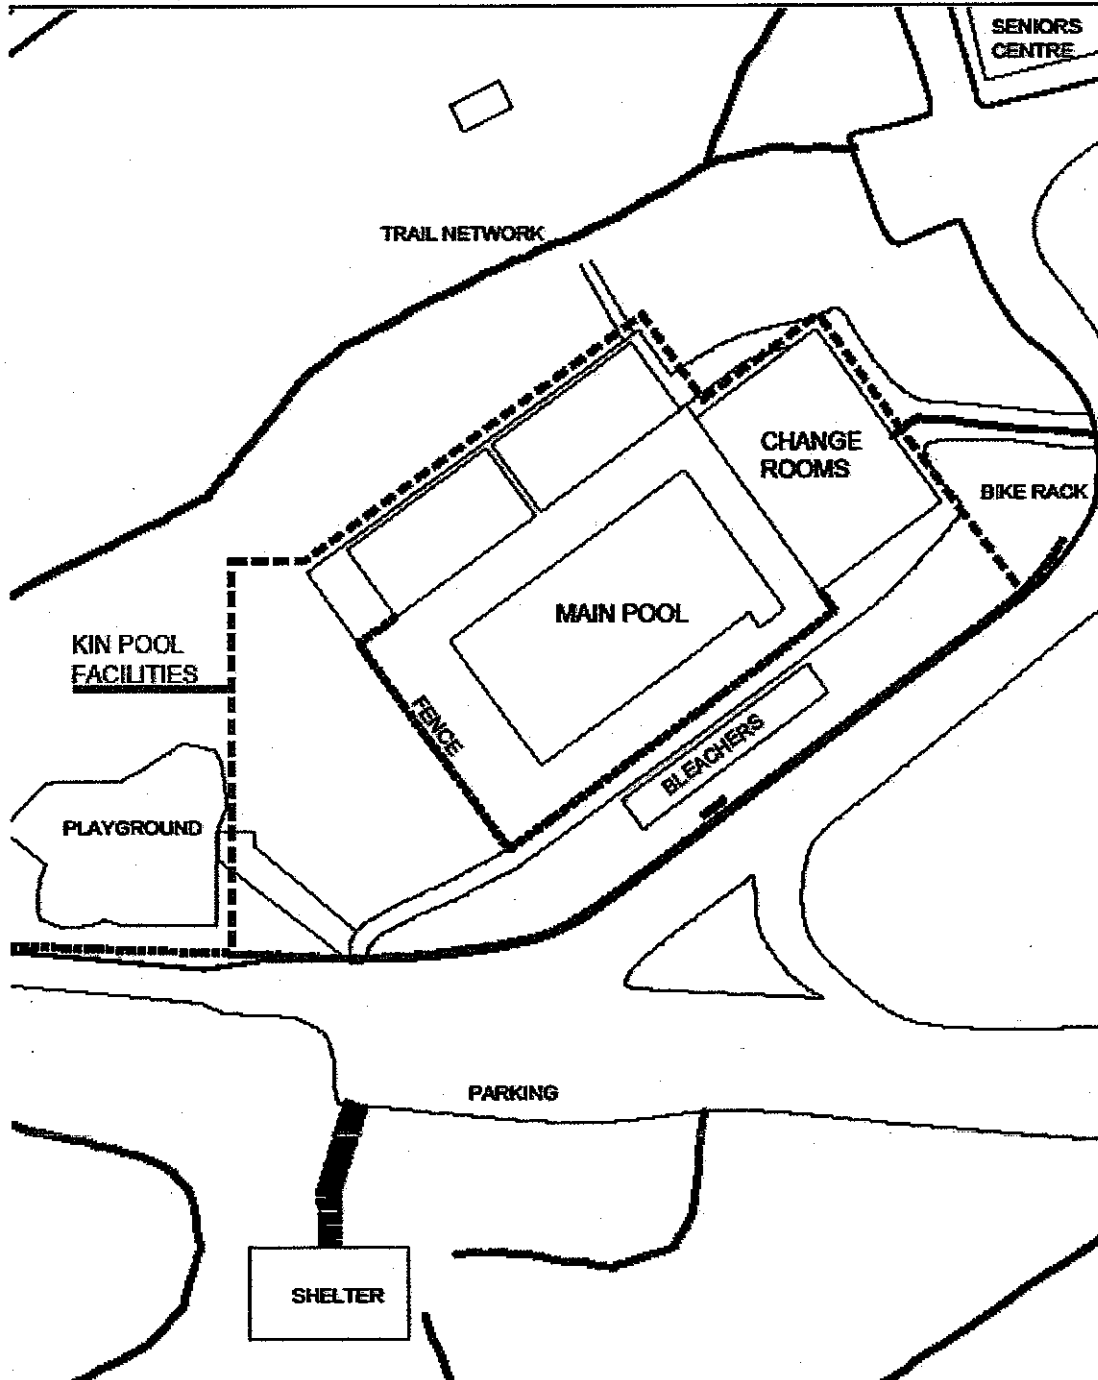 SENIORS
CENTRE
TRAIL NETWORK
CHANGE
ROOMS
BIKE RACK
MAIN POOL
KIN POOL
FACILITIES
FENCE
BLEACHERS
PLAYGROUND
PARKING
SHELTER